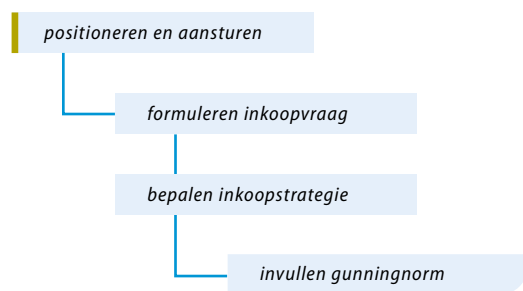 positioneren en aansturen
formuleren inkoopvraag
bepalen inkoopstrategie
invullen gunningnorm